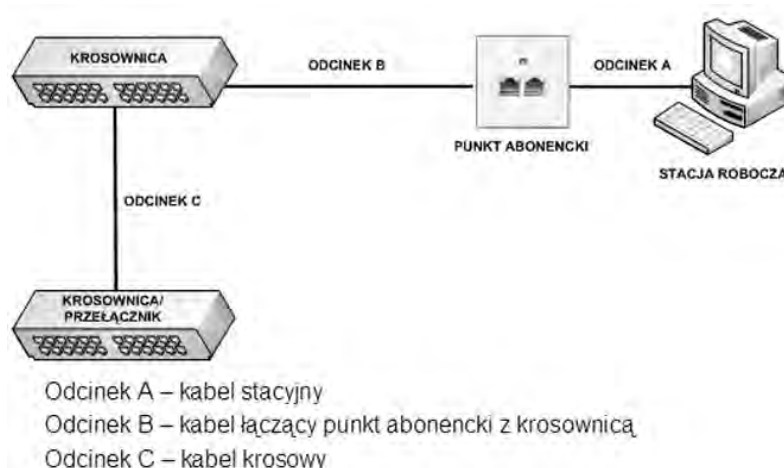 KROSOWNICA
ODCINEK B
ODCINEK A
PUNKT ABONENCKI
STACJA ROBOCZA
ODCINEK C
KROSOWNICA/
PRZEŁĄCZNIK
Odcinek A – kabel stacyjny
Odcinek B – kabel łączący punkt abonencki z krosownicą
Odcinek C – kabel krosowy